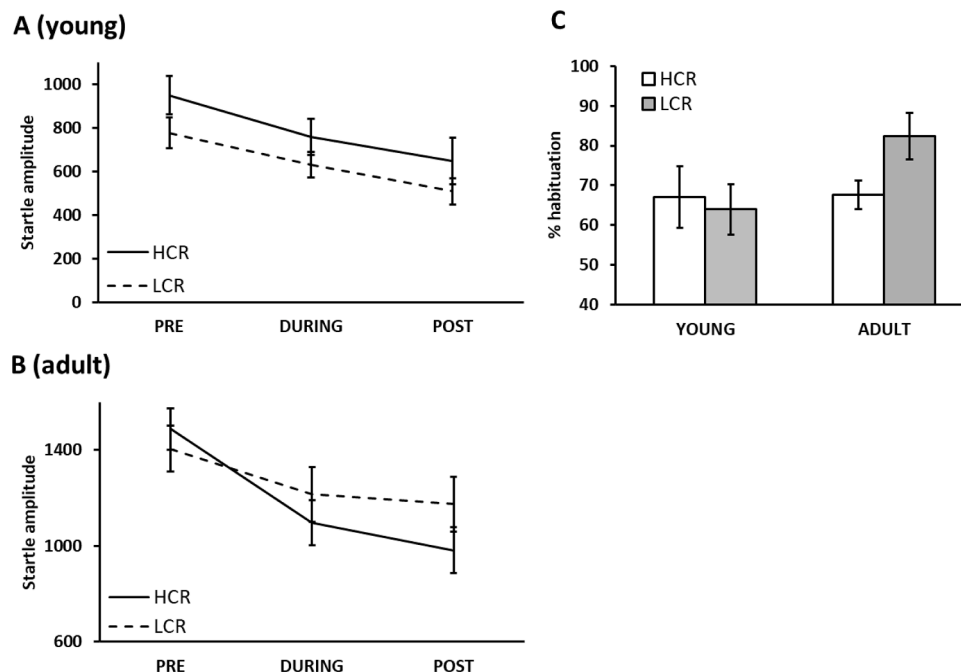 A (young)
Startle amplitude
1000
800
600
400
200
0
HCR
LCR
PRE DURING POST
B (adult)
Startle amplitude
1400
1000
600
HCR
LCR
PRE DURING POST
C
% habituation
100
90
80
70
60
50
40
HCR
LCR
YOUNG ADULT